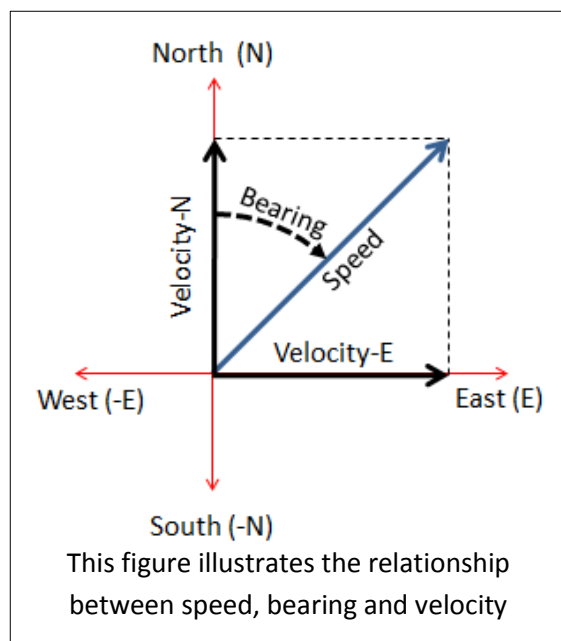 North (N)
Velocity-N
Bearing
Speed
Velocity-E
West (-E)
East (E)
South (-N)
This figure illustrates the relationship
between speed, bearing and velocity